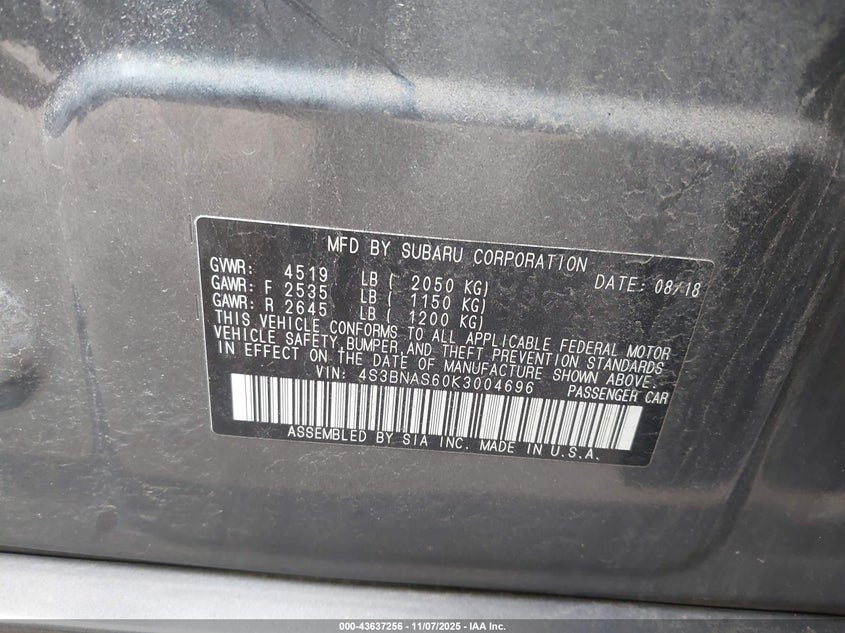 MFD BY SUBARU CORPORATION
GVWR: 4519 LB ( 2050 KG) DATE: 08/18
GAWR: F 2535 LB ( 1150 KG)
GAWR: R 2645 LB ( 1200 KG)
THIS VEHICLE CONFORMS TO ALL APPLICABLE FEDERAL MOTOR
VEHICLE SAFETY, BUMPER, AND THEFT PREVENTION STANDARDS
IN EFFECT ON THE DATE OF MANUFACTURE SHOWN ABOVE.
VIN: 4S3BNAS60K3004696 PASSENGER CAR
ASSEMBLED BY SIA INC. MADE IN U.S.A.
000-43637256 - 11/07/2025 - IAA Inc.